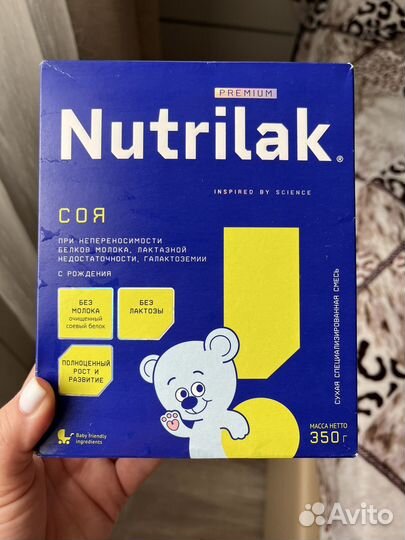 PREMIUM
Nutrilak®
INSPIRED BY SCIENCE
СОЯ
ПРИ НЕПЕРЕНОСИМОСТИ
БЕЛКОВ МОЛОКА, ЛАКТАЗНОЙ
НЕДОСТАТОЧНОСТИ, ГАЛАКТОЗЕМИИ
С РОЖДЕНИЯ
БЕЗ
МОЛОКА
очищенный
соевый белок
БЕЗ
ЛАКТОЗЫ
ПОЛНОЦЕННЫЙ
РОСТ И
РАЗВИТИЕ
СУХАЯ СПЕЦИАЛИЗИРОВАННАЯ СМЕСЬ
Baby friendly
ingredients
МАССА НЕТТО
350 г
Avito